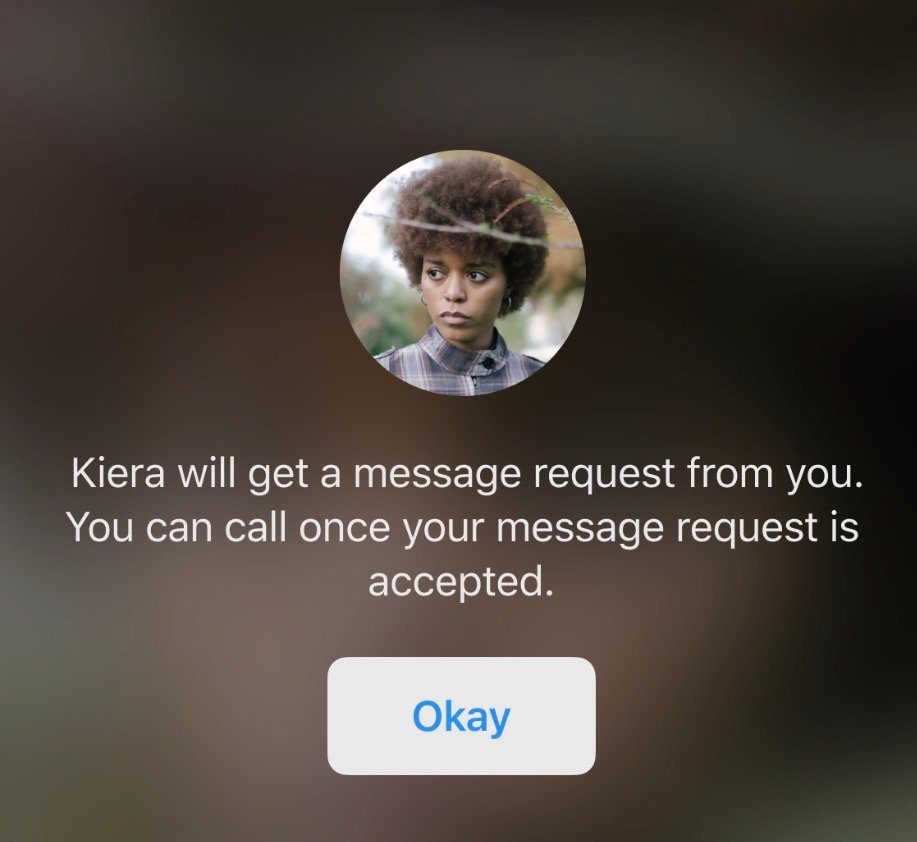 Kiera will get a message request from you.
You can call once your message request is
accepted.
Okay